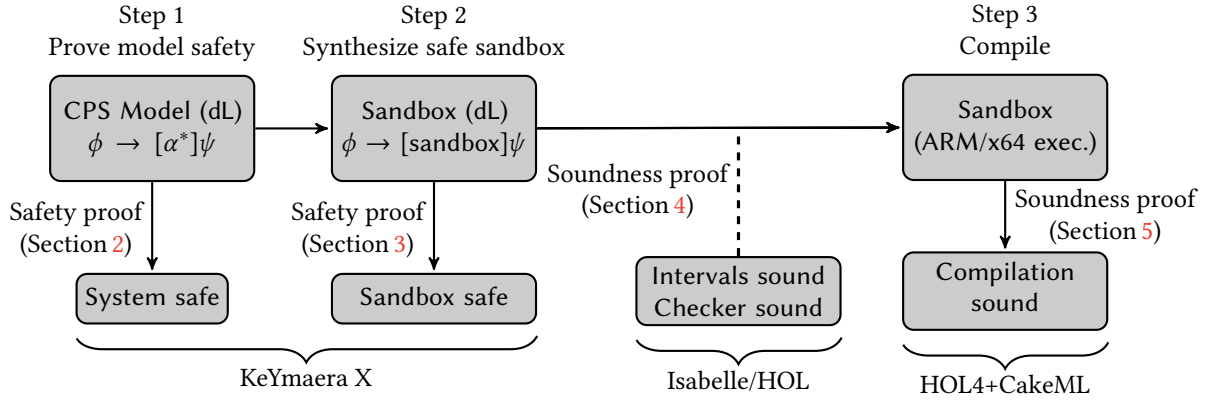 Step 1
Prove model safety
Step 2
Synthesize safe sandbox
Step 3
Compile
CPS Model (dL)
ϕ → [α*]ψ
Sandbox (dL)
ϕ → [sandbox]ψ
Sandbox
(ARM/x64 exec.)
Safety proof
(Section 2)
Safety proof
(Section 3)
Soundness proof
(Section 4)
Soundness proof
(Section 5)
System safe
Sandbox safe
Intervals sound
Checker sound
Compilation
sound
KeYmaera X
Isabelle/HOL
HOL4+CakeML